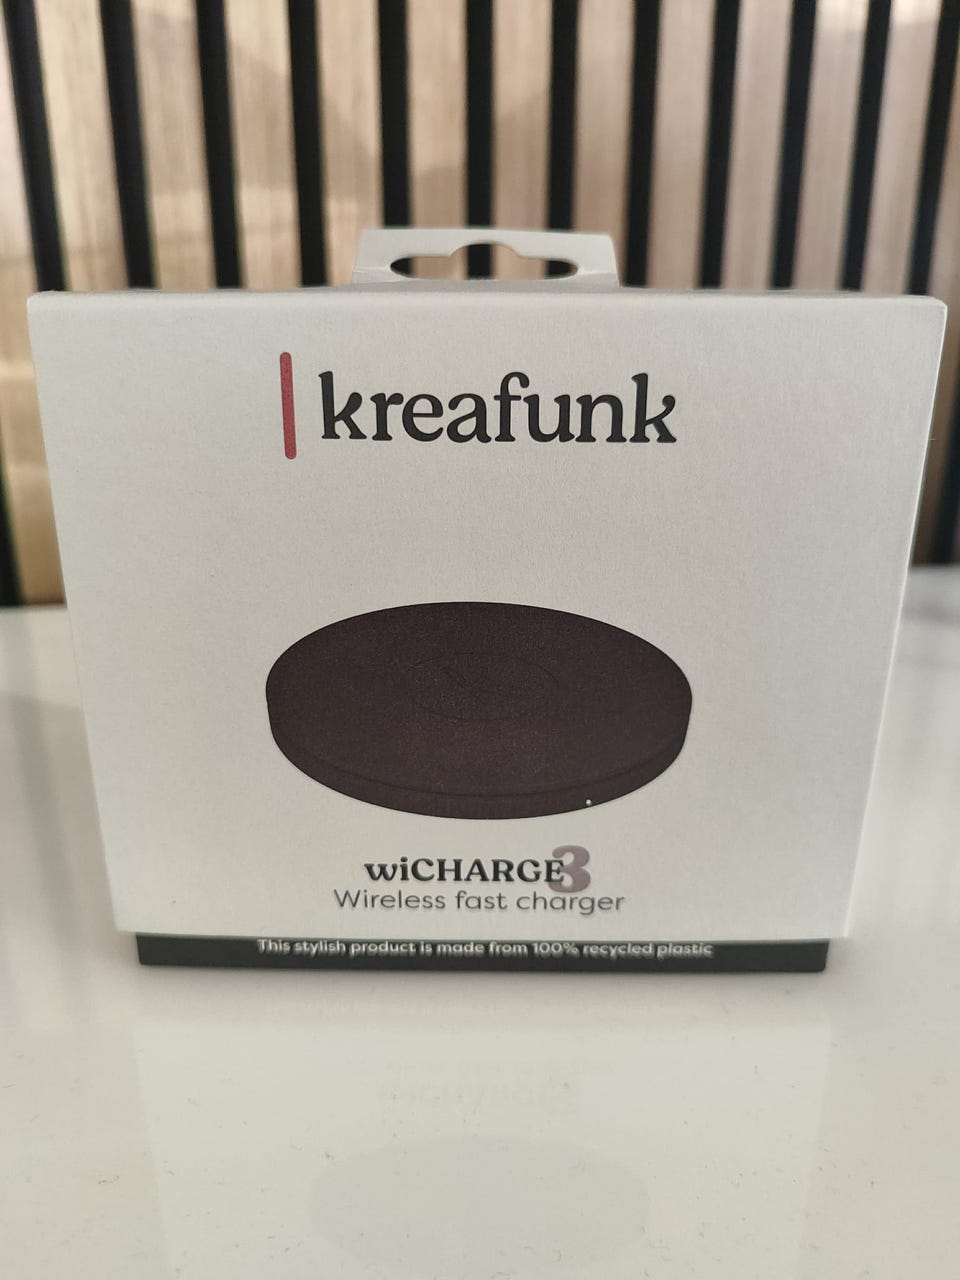 kreafunk
wiCHARGE3
Wireless fast charger
This stylish product is made from 100% recycled plastic